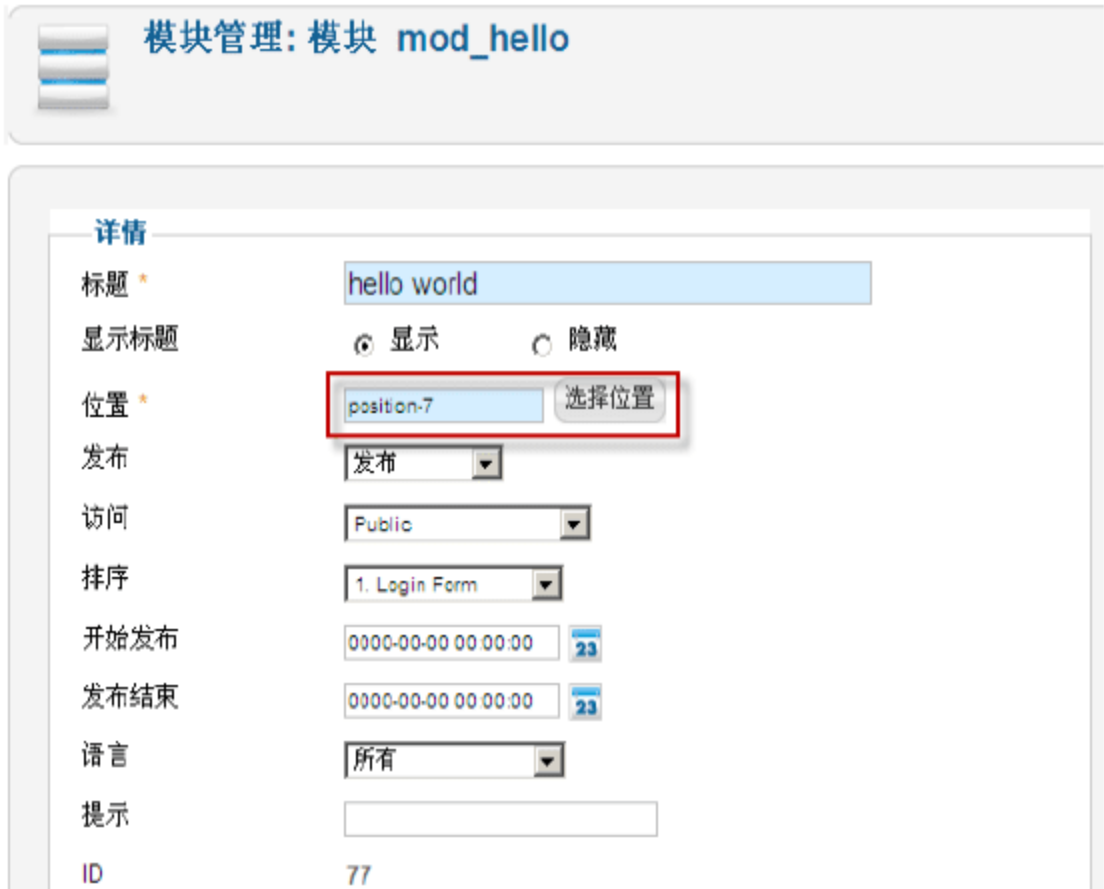 模块管理: 模块 mod_hello
详情
标题 * hello world
显示标题 显示 隐藏
位置 * position-7 选择位置
发布 发布
访问 Public
排序 1. Login Form
开始发布 0000-00-00 00:00:00 23
发布结束 0000-00-00 00:00:00 23
语言 所有
提示
ID 77